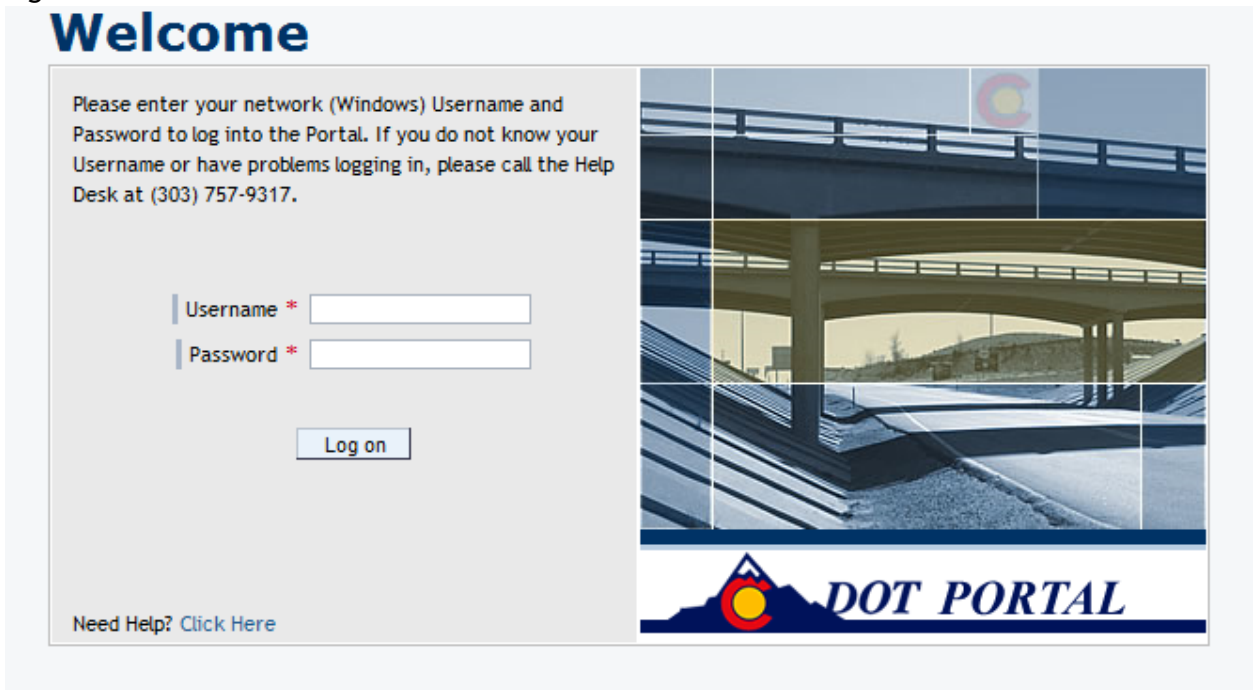 Welcome
Please enter your network (Windows) Username and
Password to log into the Portal. If you do not know your
Username or have problems logging in, please call the Help
Desk at (303) 757-9317.
Username *
Password *
Log on
Need Help? Click Here
C
C DOT PORTAL